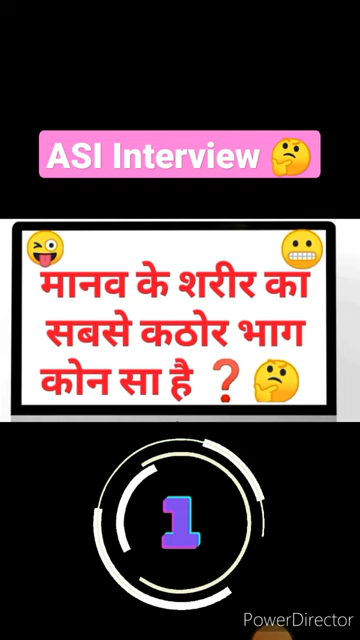 ASI Interview 🤔
मानव के शरीर का
सबसे कठोर भाग
कोन सा है ❓🤔
1
PowerDirector